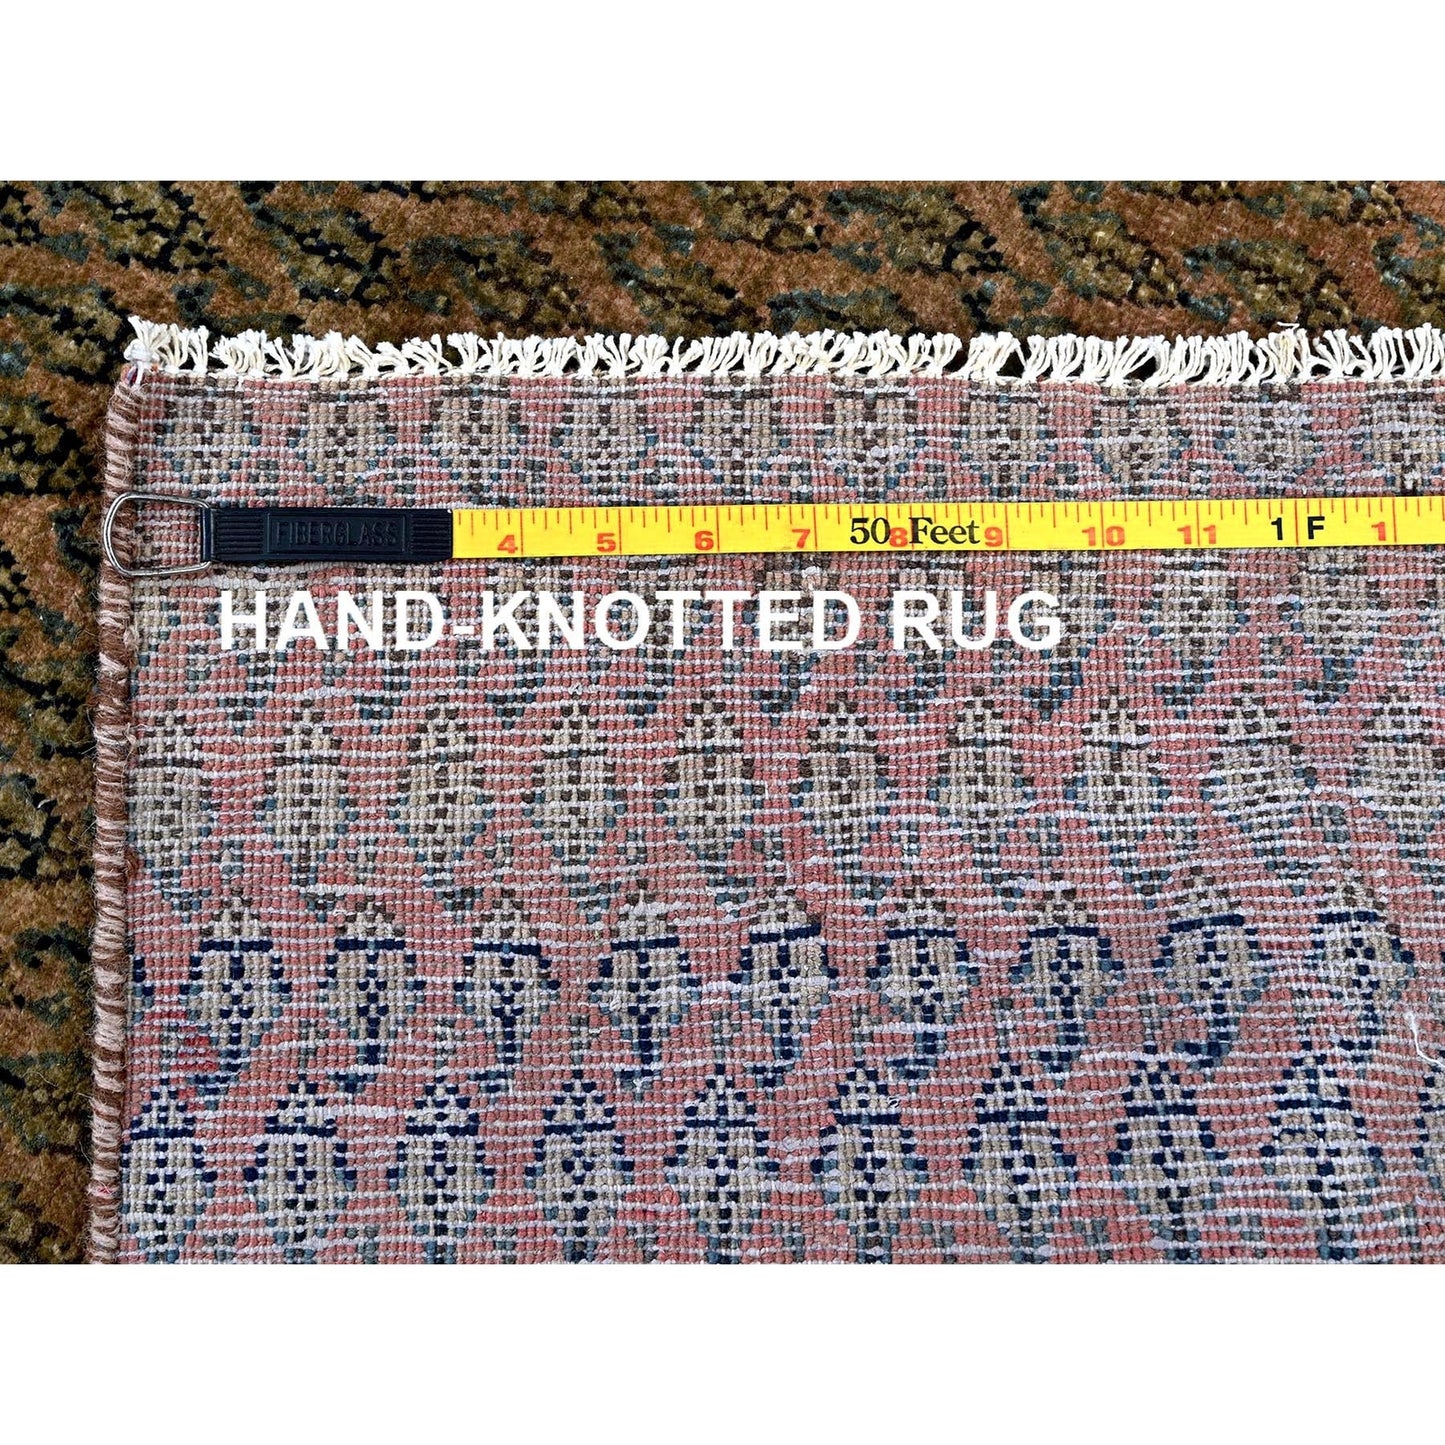 FIBERGLASS 4 5 6 7 50 Feet 8 9 10 11 1 F 1
HAND-KNOTTED RUG